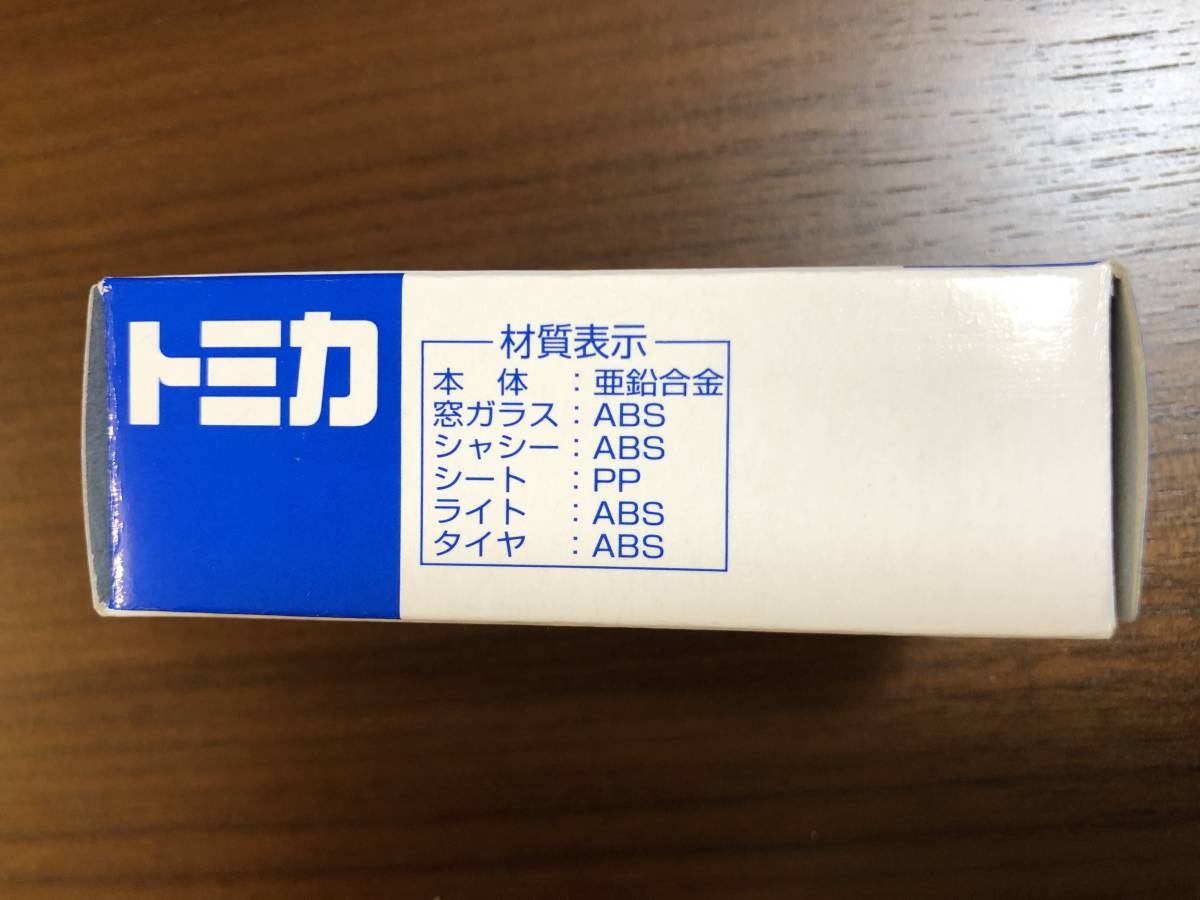 トミカ
材質表示
本 体 : 亜鉛合金
窓ガラス : ABS
シャシー : ABS
シート : PP
ライト : ABS
タイヤ : ABS